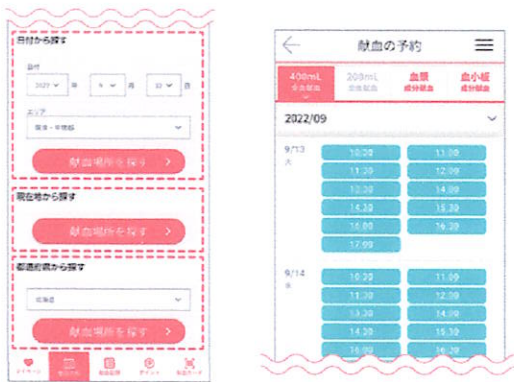 日付から探す
日付
2022 年 9 月 12 日
エリア
関東・甲信越
献血場所を探す
現在地から探す
献血場所を探す
都道府県から探す
北海道
献血場所を探す
献血の予約
400mL 200mL 血漿 血小板
全血献血 全血献血 成分献血 成分献血
2022/09
9/13
火
10:00 11:00
11:30 12:00
13:30 14:00
14:30 15:30
16:00 16:30
17:00
9/14
水
10:30 11:00
11:30 12:00
13:30 14:00
14:30 15:30
16:00 16:30